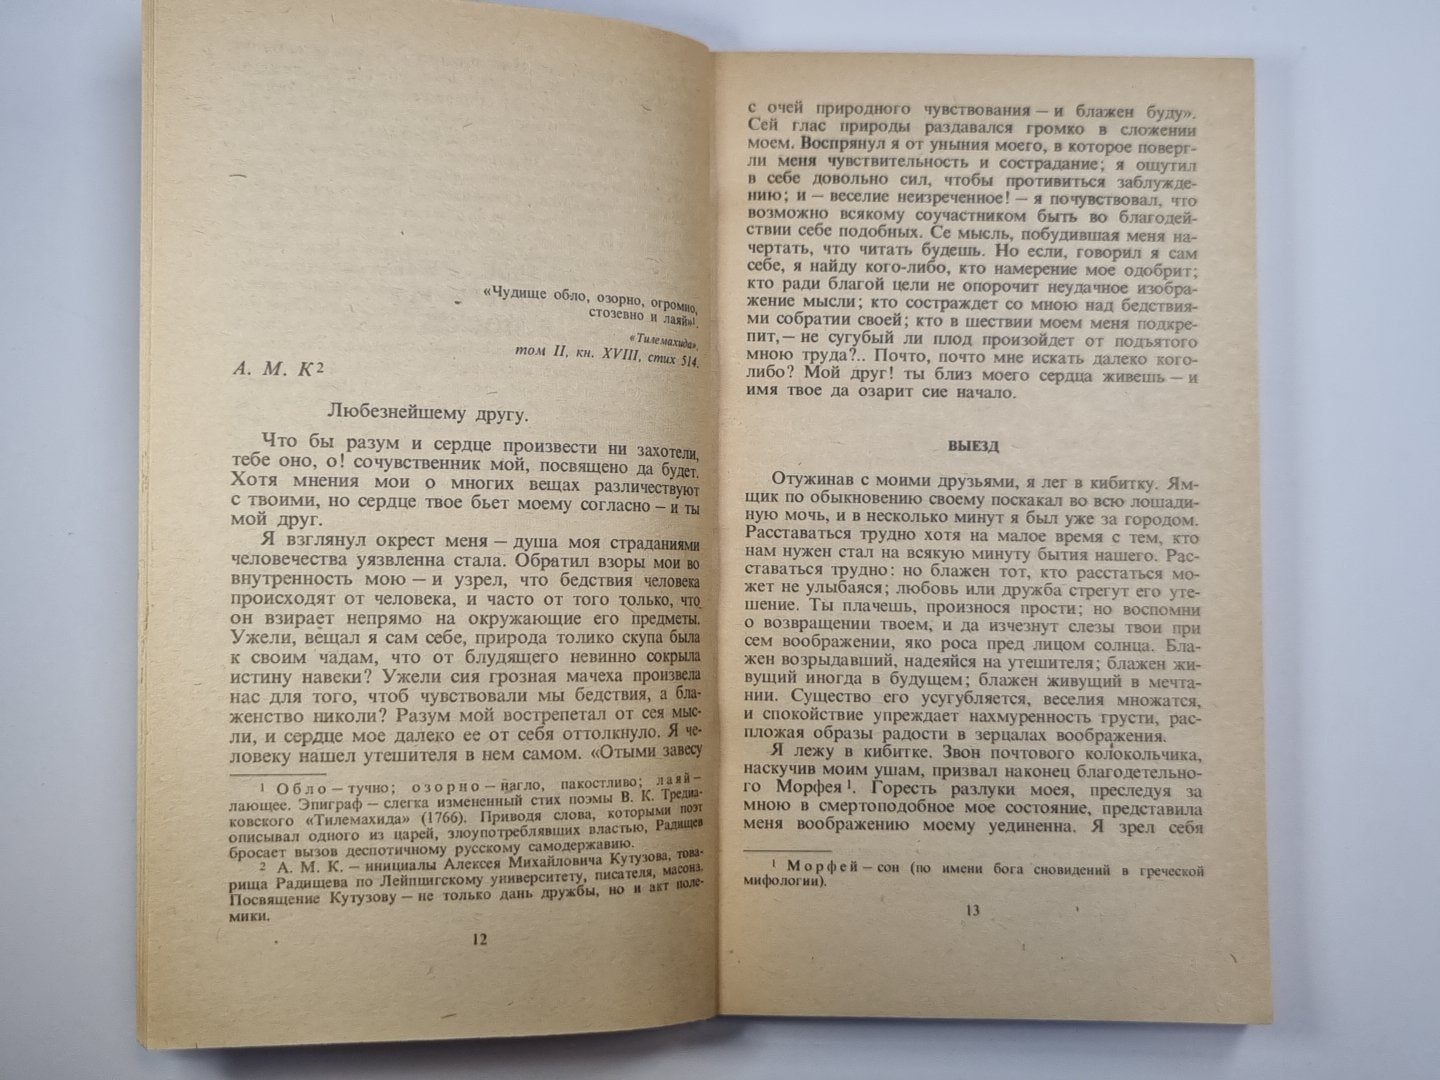 «Чудище обло, озорно, огромно,
стозевно и лаяй»¹.
«Тилемахида»,
том II, кн. XVIII, стих 514.
А. М. К²
Любезнейшему другу.
Что бы разум и сердце произвести ни захотели,
тебе оно, о! сочувственник мой, посвящено да будет.
Хотя мнения мои о многих вещах различествуют
с твоими, но сердце твое бьет моему согласно — и ты
мой друг.
Я взглянул окрест меня — душа моя страданиями
человечества уязвленна стала. Обратил взоры мои во
внутренность мою — и узрел, что бедствия человека
происходят от человека, и часто от того только, что
он взирает непрямо на окружающие его предметы.
Ужели, вещал я сам себе, природа толико скупа была
к своим чадам, что от блудящего невинно сокрыла
истину навеки? Ужели сия грозная мачеха произвела
нас для того, чтоб чувствовали мы бедствия, а бла-
женство николи? Разум мой вострепетал от сея мыс-
ли, и сердце мое далеко ее от себя оттолкнуло. Я че-
ловеку нашел утешителя в нем самом. «Отыми завесу
¹ Обло — тучно; озорно — нагло, пакостливо; лаяй —
лающее. Эпиграф — слегка измененный стих поэмы В. К. Тредиа-
ковского «Тилемахида» (1766). Приводя слова, которыми поэт
описывал одного из царей, злоупотреблявших властью, Радищев
бросает вызов деспотичному русскому самодержавию.
² А. М. К. — инициалы Алексея Михайловича Кутузова, това-
рища Радищева по Лейпцигскому университету, писателя, масона.
Посвящение Кутузову — не только дань дружбы, но и акт поле-
мики.
12
с очей природного чувствования — и блажен буду».
Сей глас природы раздавался громко в сложении
моем. Воспрянул я от уныния моего, в которое поверг-
ли меня чувствительность и сострадание; я ощутил
в себе довольно сил, чтобы противиться заблужде-
нию; и — веселие неизреченное! — я почувствовал, что
возможно всякому соучастником быть во благодей-
ствии себе подобных. Се мысль, побудившая меня на-
чертать, что читать будешь. Но если, говорил я сам
себе, я найду кого-либо, кто намерение мое одобрит;
кто ради благой цели не опорочит неудачное изобра-
жение мысли; кто состраждет со мною над бедствия-
ми собратии своей; кто в шествии моем меня подкре-
пит, — не сугубый ли плод произойдет от подъятого
мною труда?.. Почто, почто мне искать далеко кого-
либо? Мой друг! ты близ моего сердца живешь — и
имя твое да озарит сие начало.
ВЫЕЗД
Отужинав с моими друзьями, я лег в кибитку. Ям-
щик по обыкновению своему поскакал во всю лошади-
ную мочь, и в несколько минут я был уже за городом.
Расставаться трудно хотя на малое время с тем, кто
нам нужен стал на всякую минуту бытия нашего. Рас-
ставаться трудно: но блажен тот, кто расстаться мо-
жет не улыбаяся; любовь или дружба стрегут его уте-
шение. Ты плачешь, произнося прости; но воспомни
о возвращении твоем, и да изчезнут слезы твои при
сем воображении, яко роса пред лицом солнца. Бла-
жен возрыдавший, надеяйся на утешителя; блажен жи-
вущий иногда в будущем; блажен живущий в мечта-
нии. Существо его усугубляется, веселия множатся,
и спокойствие упреждает нахмуренность грусти, рас-
пложая образы радости в зерцалах воображения.
Я лежу в кибитке. Звон почтового колокольчика,
наскучив моим ушам, призвал наконец благодетельно-
го Морфея¹. Горесть разлуки моея, преследуя за
мною в смертоподобное мое состояние, представила
меня воображению моему уединенна. Я зрел себя
¹ Морфей — сон (по имени бога сновидений в греческой
мифологии).
13